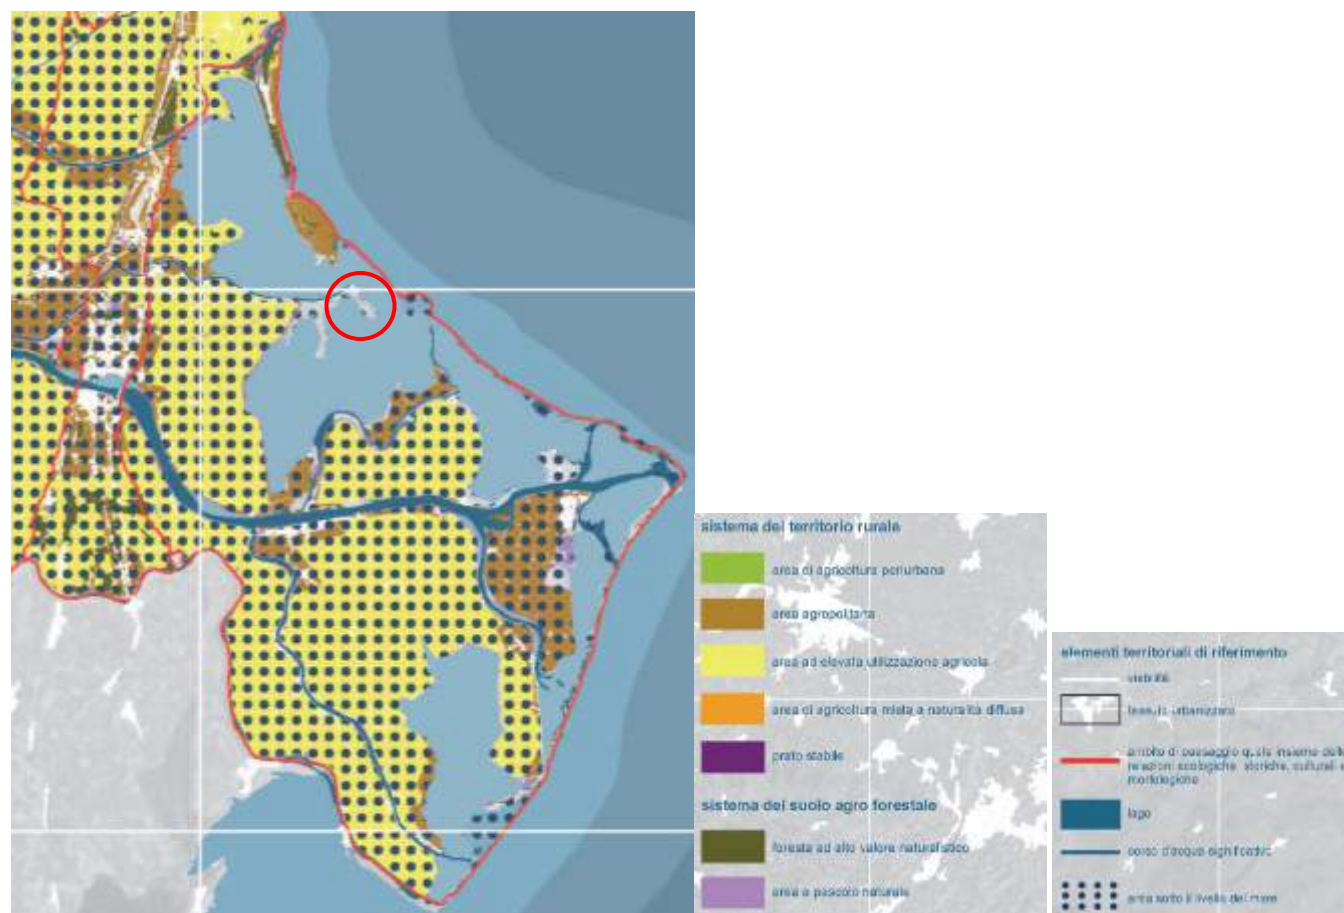 sistema del territorio rurale
area di agricoltura periurbana
area agropolitana
area ad elevata utilizzazione agricola
area di agricoltura mista a naturalità diffusa
prato stabile
sistema del suolo agro forestale
foresta ad alto valore naturalistico
area a pascolo naturale
elementi territoriali di riferimento
viabilità
tessuto urbanizzato
ambito di paesaggio quale insieme delle
relazioni ecologiche, storiche, culturali e
morfologiche
lago
corso d'acqua significativo
area sotto il livello del mare